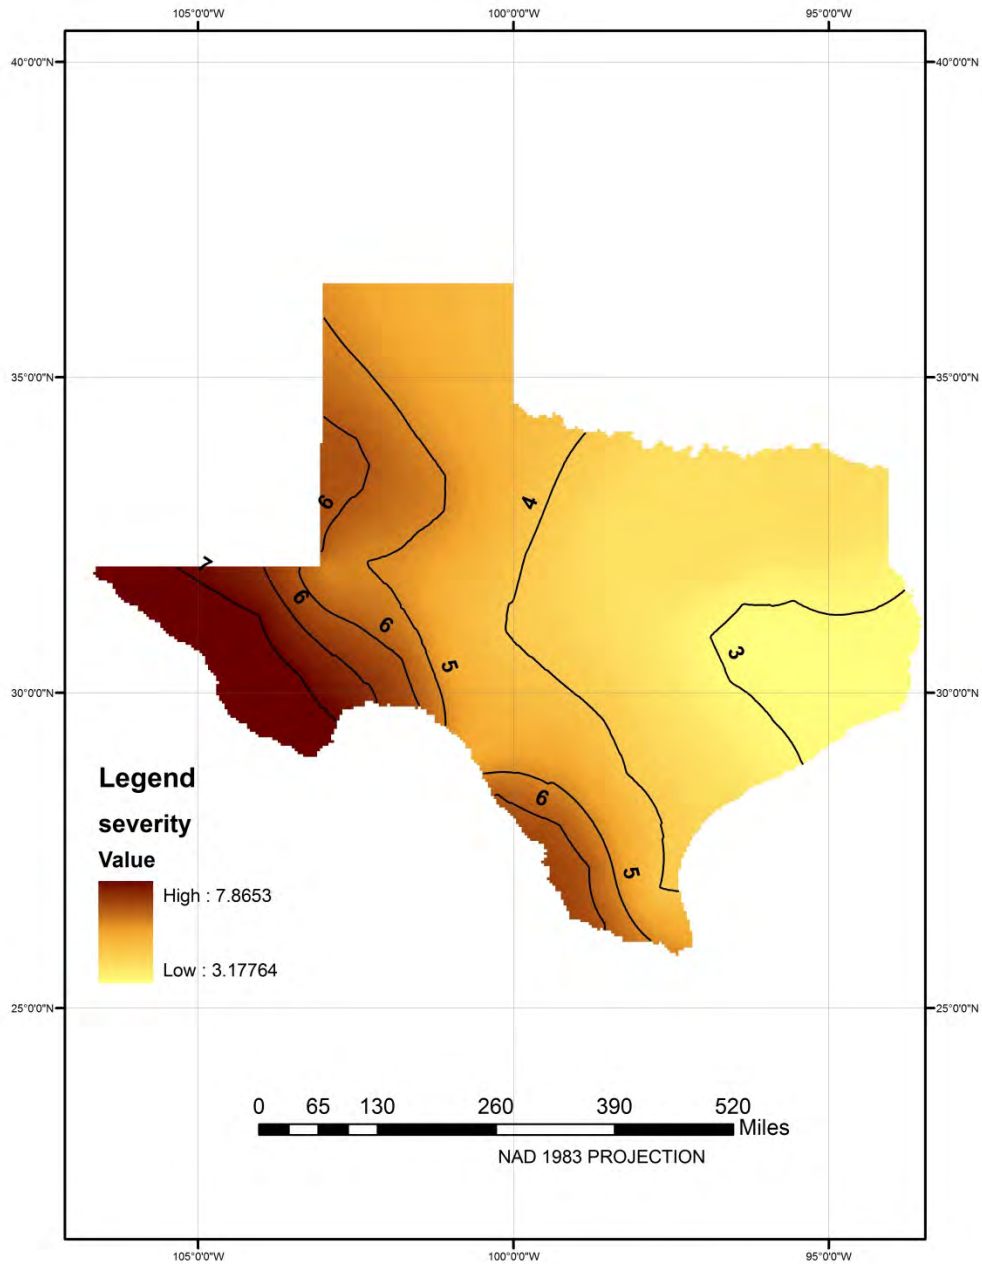 105°0'0"W 100°0'0"W 95°0'0"W
40°0'0"N 40°0'0"N
35°0'0"N 35°0'0"N
6
4
7
6
6
3
5
30°0'0"N 30°0'0"N
6
5
Legend
severity
Value
High : 7.8653
Low : 3.17764
25°0'0"N 25°0'0"N
0 65 130 260 390 520
Miles
NAD 1983 PROJECTION
105°0'0"W 100°0'0"W 95°0'0"W